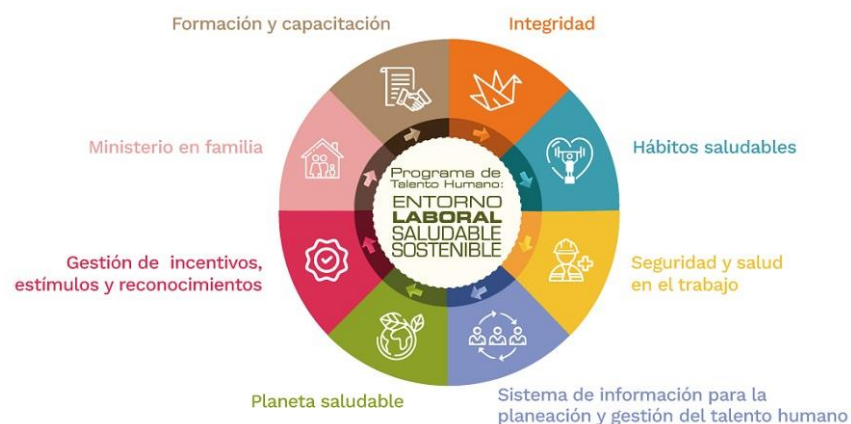 Formación y capacitación
Integridad
Ministerio en familia
Hábitos saludables
Programa de
Talento Humano:
ENTORNO
LABORAL
SALUDABLE
SOSTENIBLE
Gestión de incentivos,
estímulos y reconocimientos
Seguridad y salud
en el trabajo
Planeta saludable
Sistema de información para la
planeación y gestión del talento humano